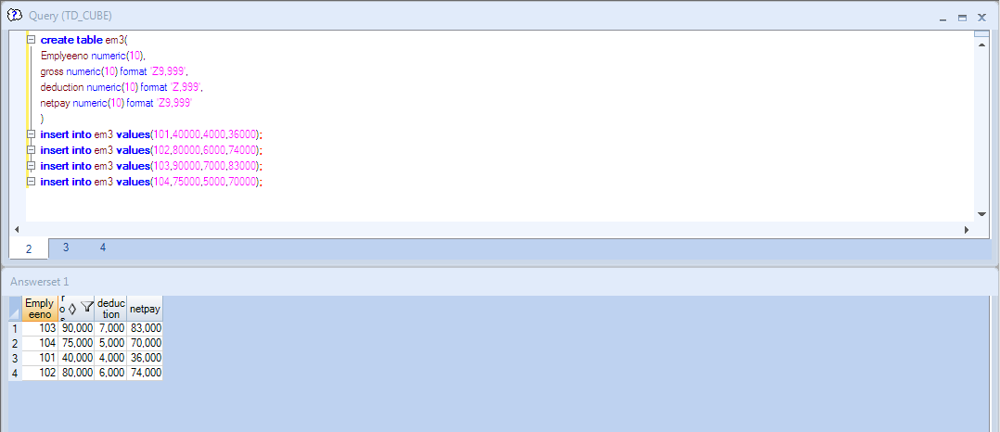 Query (TD_CUBE)
create table em3(
Emplyeeno numeric(10),
gross numeric(10) format 'Z9,999',
deduction numeric(10) format 'Z,999',
netpay numeric(10) format 'Z9,999'
)
insert into em3 values(101,40000,4000,36000);
insert into em3 values(102,80000,6000,74000);
insert into em3 values(103,90000,7000,83000);
insert into em3 values(104,75000,5000,70000);
2 3 4
Answerset 1
Emply
eeno
deduc
tion
netpay
1 103 90,000 7,000 83,000
2 104 75,000 5,000 70,000
3 101 40,000 4,000 36,000
4 102 80,000 6,000 74,000